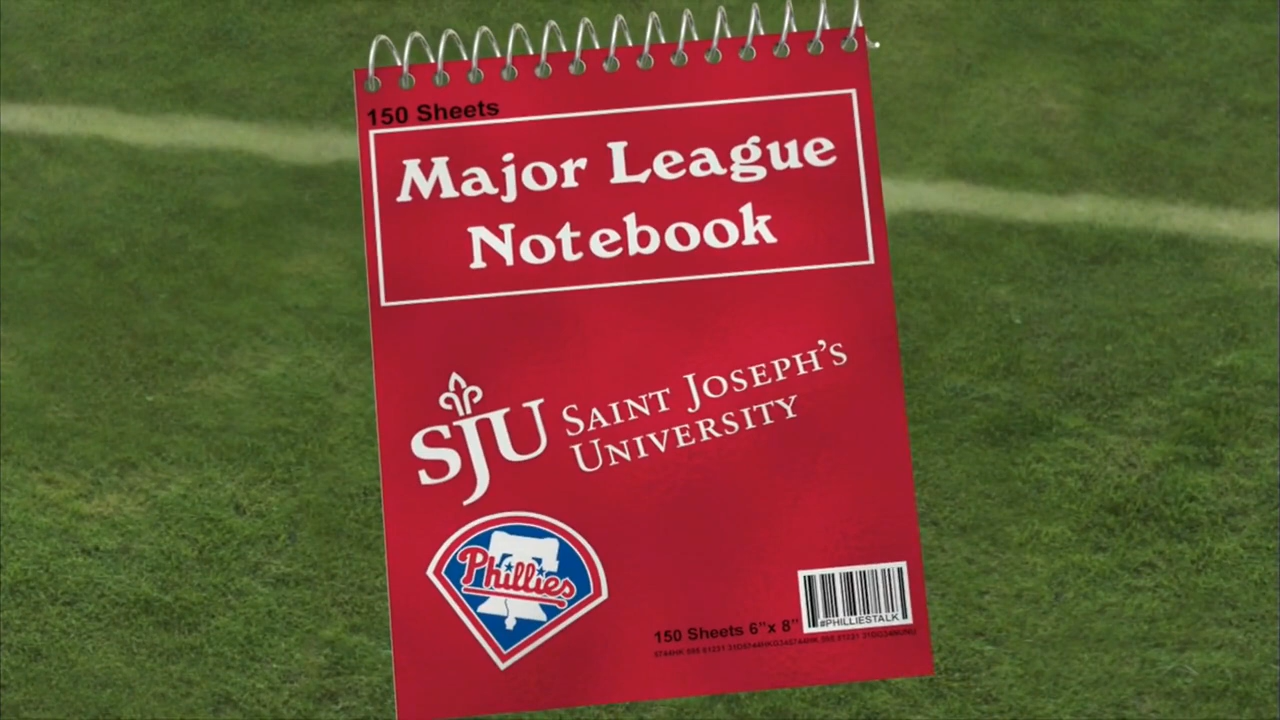 150 Sheets
Major League
Notebook
SJU
SAINT JOSEPH'S
UNIVERSITY
Phillies
#PHILLIESTALK
150 Sheets 6"x 8"